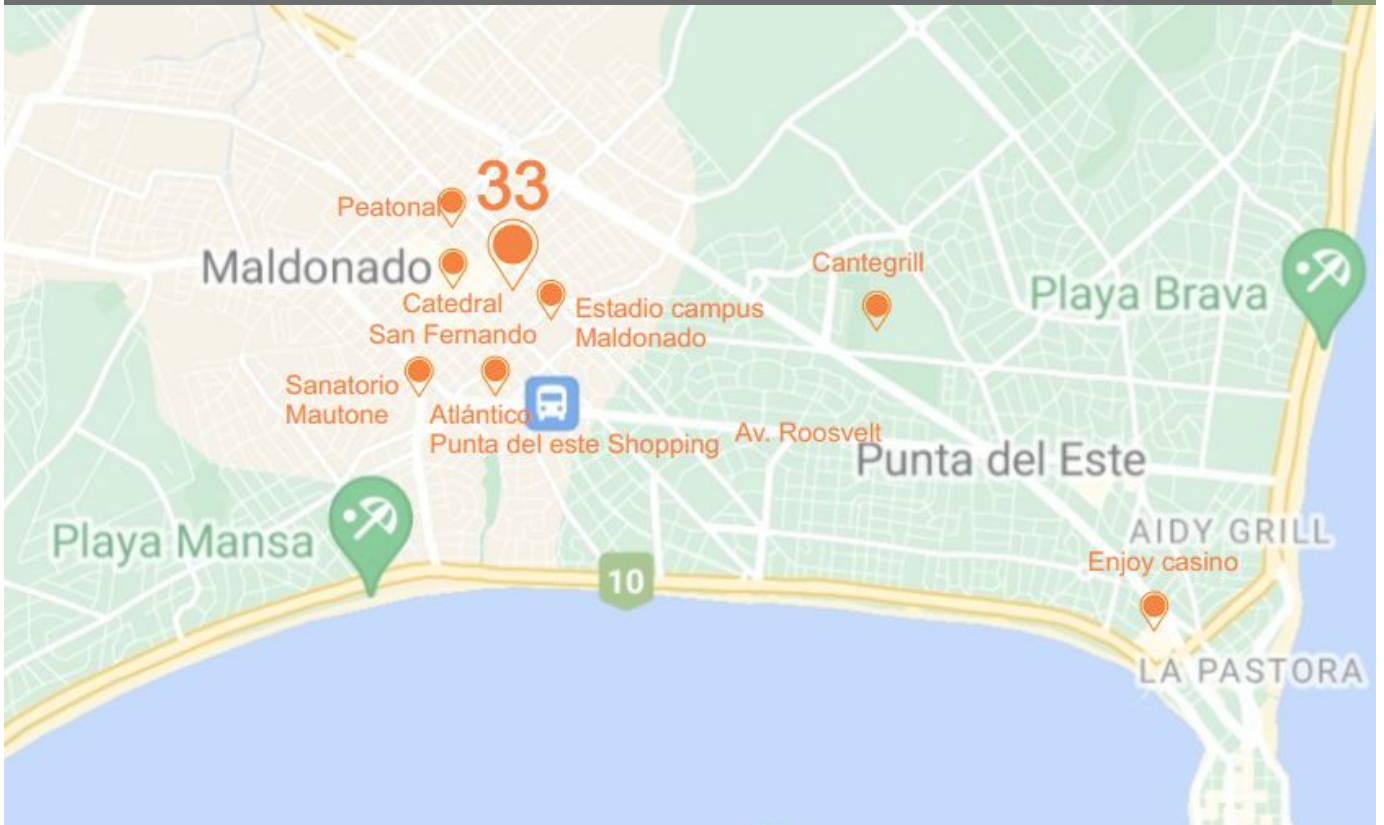 33
Peatonal
Maldonado
Catedral
San Fernando
Estadio campus
Maldonado
Cantegrill
Playa Brava
Sanatorio
Mautone
Atlántico
Punta del este Shopping
Av. Roosvelt
Punta del Este
Playa Mansa
AIDY GRILL
Enjoy casino
10
LA PASTORA